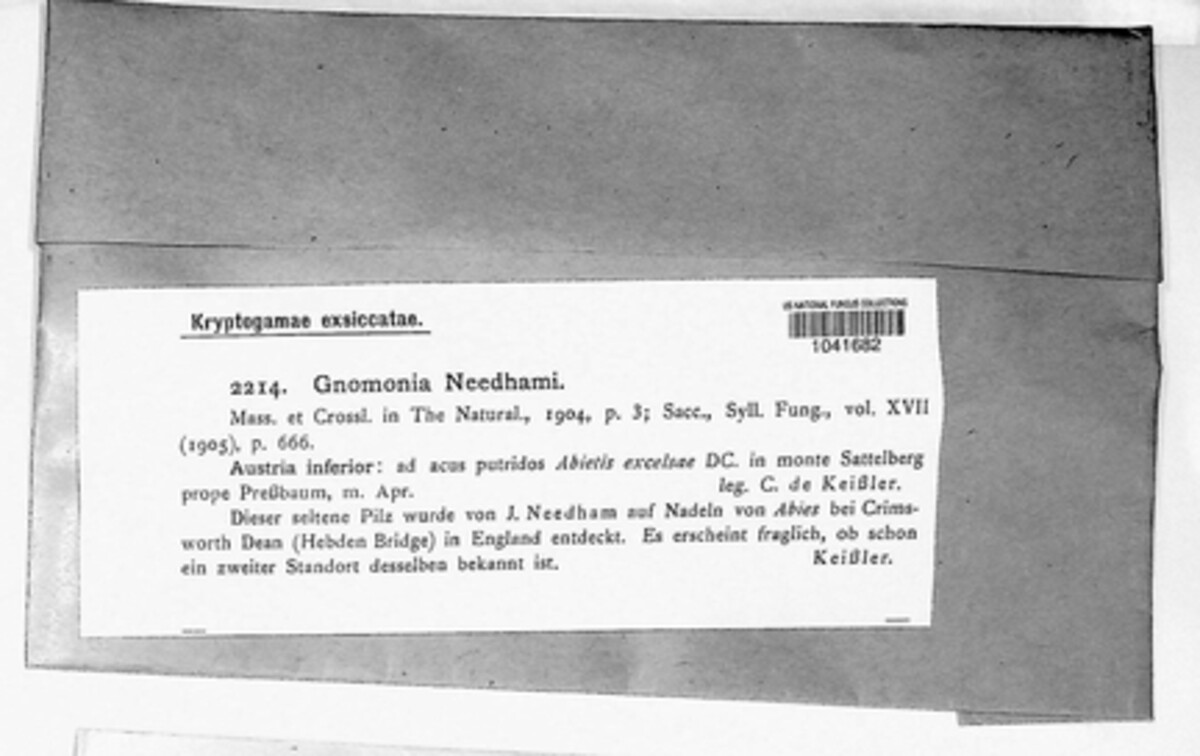 Kryptogamae exsiccatae.
US NATIONAL FUNGUS COLLECTIONS
1041682
2214. Gnomonia Needhami.
Mass. et Crossl. in The Natural., 1904, p. 3; Sacc., Syll. Fung., vol. XVII
(1905), p. 666.
Austria inferior: ad acus putridos Abietis excelsae DC. in monte Sattelberg
prope Preßbaum, m. Apr. leg. C. de Keißler.
Dieser seltene Pilz wurde von J. Needham auf Nadeln von Abies bei Crims-
worth Dean (Hebden Bridge) in England entdeckt. Es erscheint fraglich, ob schon
ein zweiter Standort desselben bekannt ist. Keißler.